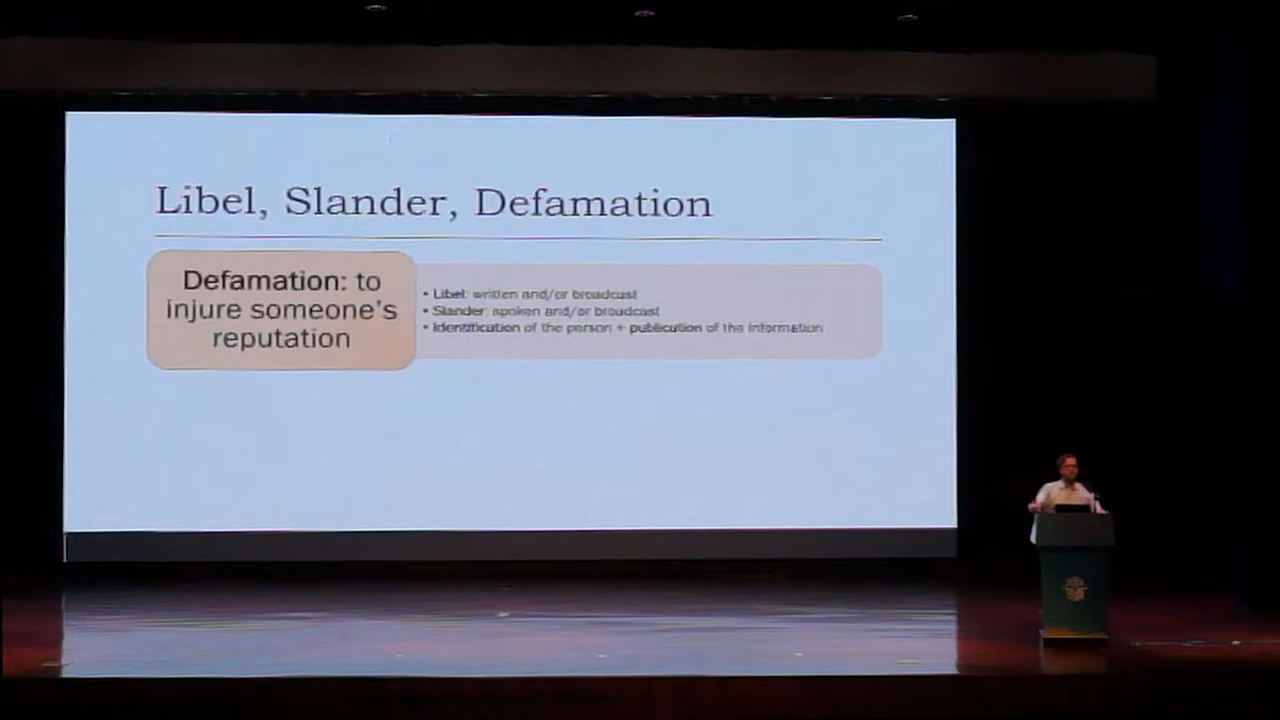 Libel, Slander, Defamation
Defamation: to
injure someone's
reputation
• Libel: written and/or broadcast
• Slander: spoken and/or broadcast
• Identification of the person + publication of the information